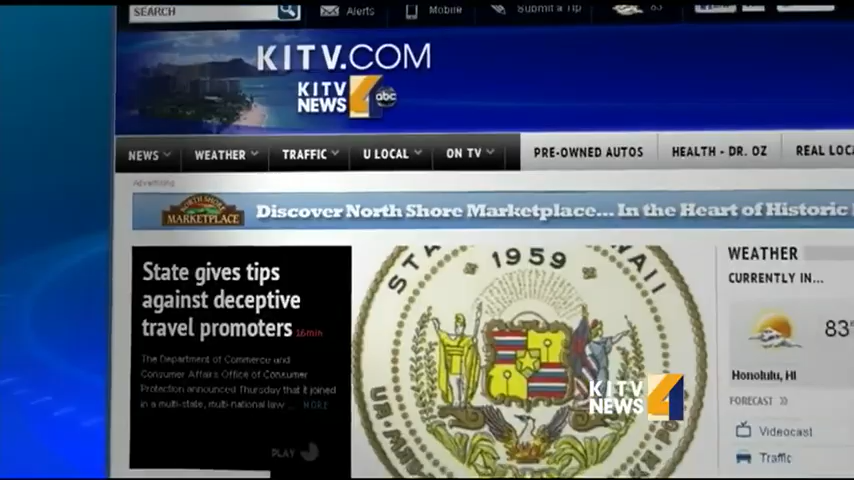 SEARCH
Alerts
Mobile
Submit a Tip
83
KITV.COM
KITV
NEWS 4 abc
NEWS
WEATHER
TRAFFIC
U LOCAL
ON TV
PRE-OWNED AUTOS
HEALTH - DR. OZ
REAL LOCA
Advertising
NORTH SHORE
MARKETPLACE
Discover North Shore Marketplace... In the Heart of Historic
State gives tips
against deceptive
travel promoters 16min
The Department of Commerce and
Consumer Affairs Office of Consumer
Protection announced Thursday that it joined
in a multi-state, multi-national law ... MORE
PLAY
1959
WEATHER
CURRENTLY IN...
83°
Honolulu, HI
FORECAST
Videocast
Traffic
KITV
NEWS 4